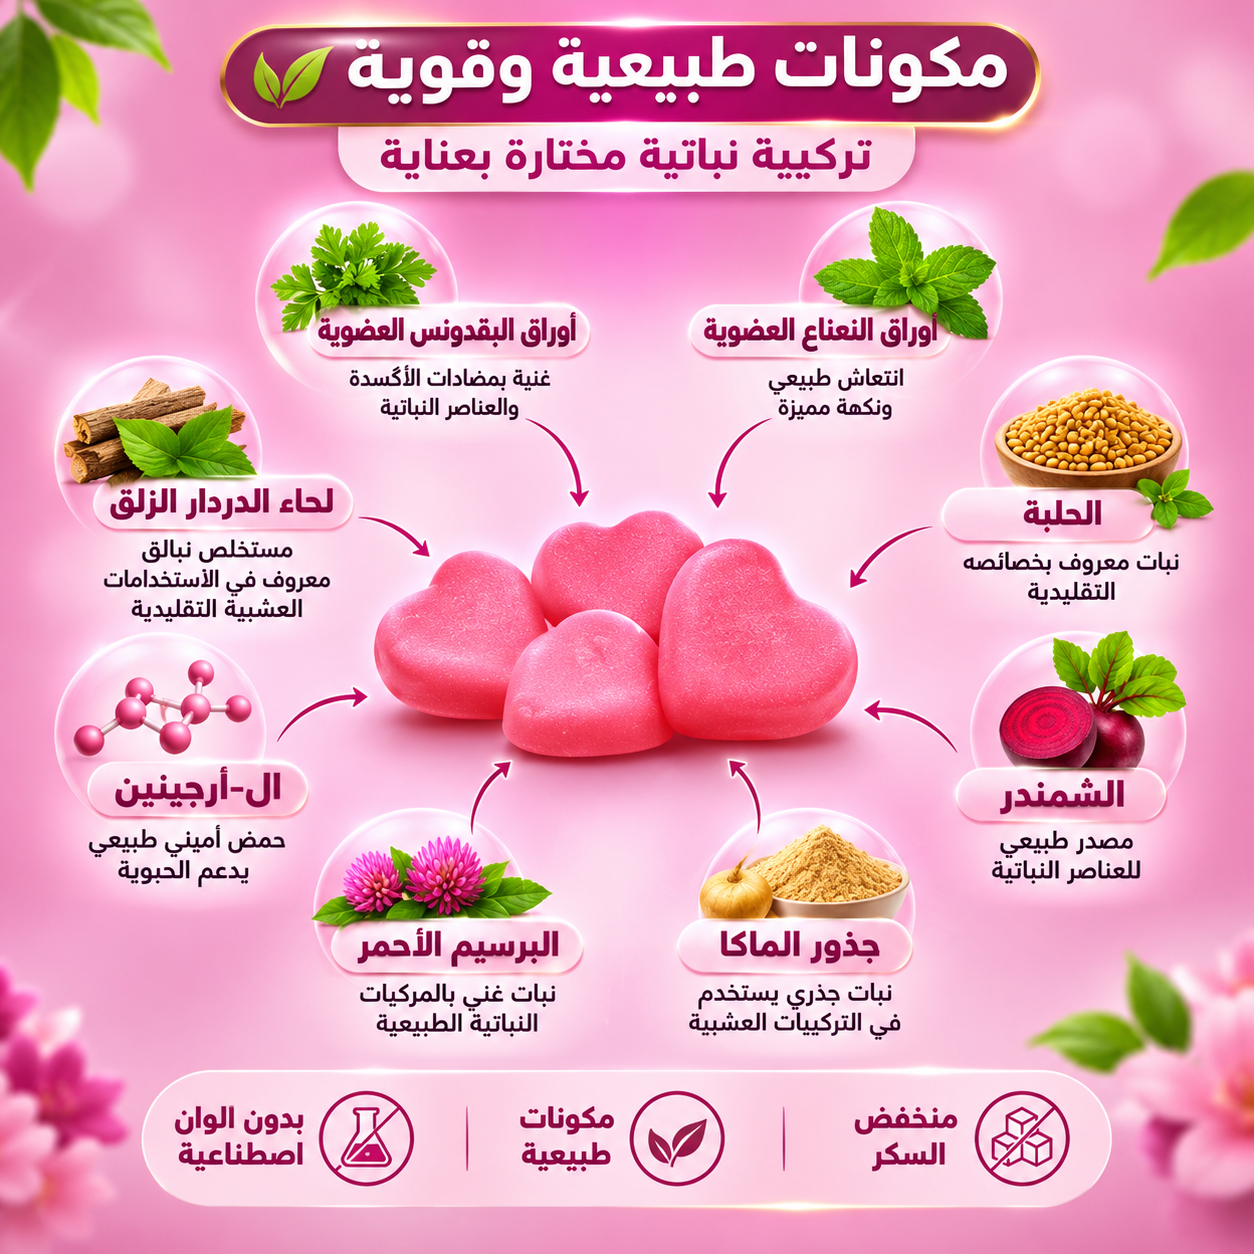 مكونات طبيعية وقوية
تركيبية نباتية مختارة بعناية
أوراق النعناع العضوية
انتعاش طبيعي
ونكهة مميزة
أوراق البقدونس العضوية
غنية بمضادات الأكسدة
والعناصر النباتية
الحلبة
نبات معروف بخصائصه
التقليدية
لحاء الدردار الزلق
مستخلص نبالق
معروف في الأستخدامات
العشبية التقليدية
الشمندر
مصدر طبيعي
للعناصر النباتية
ال-أرجينين
حمض أميني طبيعي
يدعم الحبوية
جذور الماكا
نبات جذري يستخدم
في التركيبات العشبية
البرسيم الأحمر
نبات غني بالمركيات
النباتية الطبيعية
منخفض
السكر
مكونات
طبيعية
بدون الوان
اصطناعية